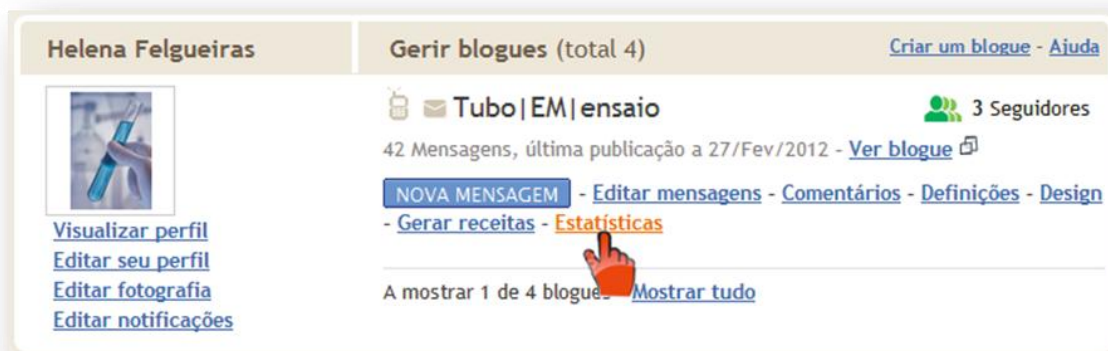 Helena Felgueiras
Visualizar perfil
Editar seu perfil
Editar fotografia
Editar notificações
Gerir blogues (total 4)
Criar um blogue - Ajuda
Tubo|EM|ensaio
3 Seguidores
42 Mensagens, última publicação a 27/Fev/2012 - Ver blogue
NOVA MENSAGEM - Editar mensagens - Comentários - Definições - Design
- Gerar receitas - Estatísticas
A mostrar 1 de 4 blogues Mostrar tudo